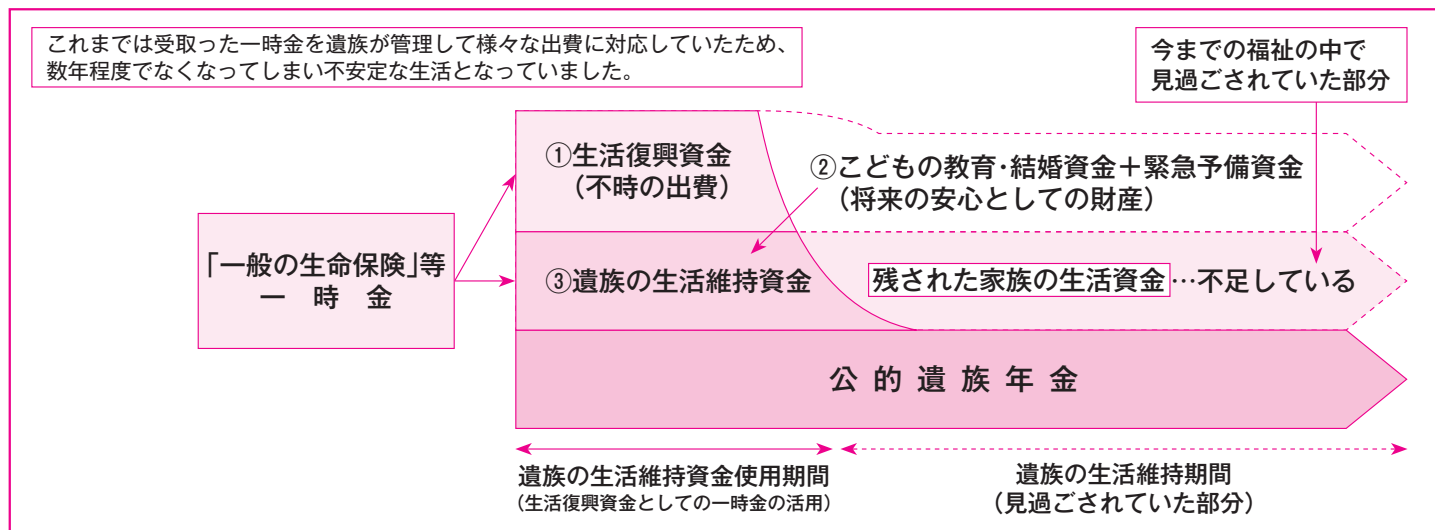 これまでは受取った一時金を遺族が管理して様々な出費に対応していたため、
数年程度でなくなってしまい不安定な生活となっていました。
今までの福祉の中で
見過ごされていた部分
①生活復興資金
(不時の出費)
②こどもの教育･結婚資金＋緊急予備資金
(将来の安心としての財産)
｢一般の生命保険｣等
一時金
③遺族の生活維持資金
残された家族の生活資金…不足している
公的遺族年金
遺族の生活維持資金使用期間
(生活復興資金としての一時金の活用)
遺族の生活維持期間
(見過ごされていた部分)